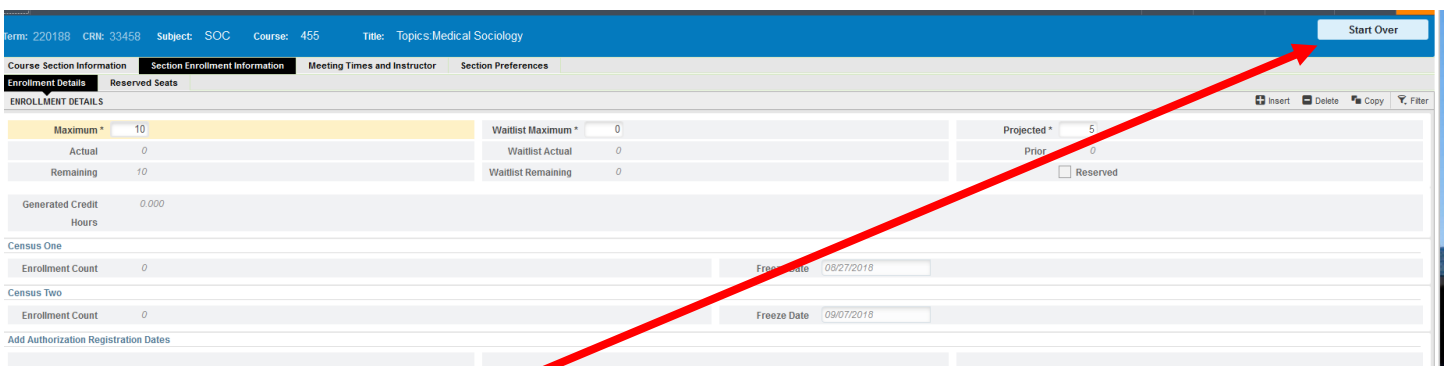 Term: 220188 CRN: 33458 Subject: SOC Course: 455 Title: Topics:Medical Sociology Start Over
Course Section Information Section Enrollment Information Meeting Times and Instructor Section Preferences
Enrollment Details Reserved Seats
ENROLLMENT DETAILS Insert Delete Copy Filter
Maximum * 10 Waitlist Maximum * 0 Projected * 5
Actual 0 Waitlist Actual 0 Prior 0
Remaining 10 Waitlist Remaining 0 Reserved
Generated Credit 0.000
Hours
Census One
Enrollment Count 0 Freeze Date 08/27/2018
Census Two
Enrollment Count 0 Freeze Date 09/07/2018
Add Authorization Registration Dates